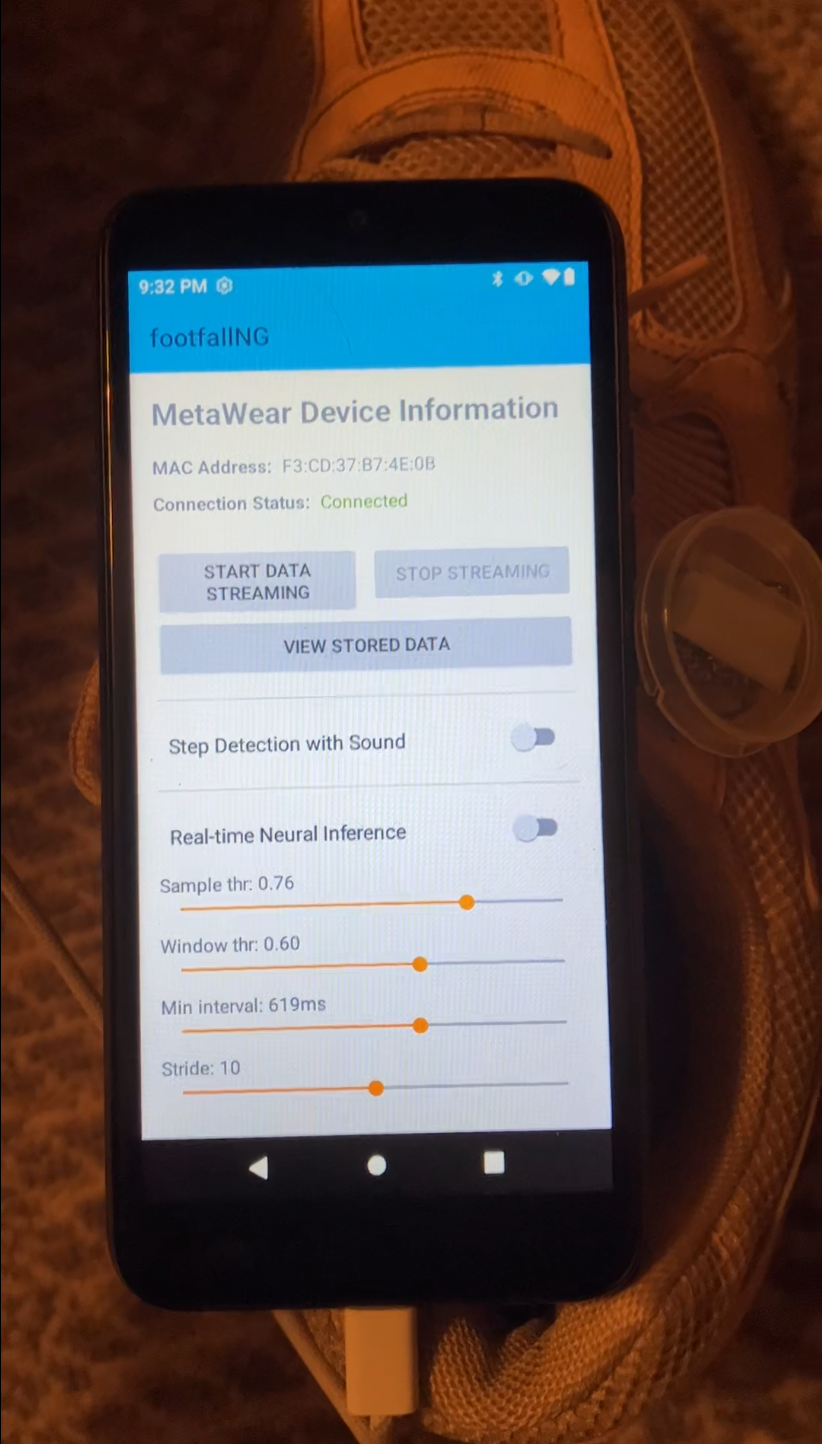 9:32 PM
footfallNG
MetaWear Device Information
MAC Address: F3:CD:37:B7:4E:0B
Connection Status: Connected
START DATA
STREAMING
STOP STREAMING
VIEW STORED DATA
Step Detection with Sound
Real-time Neural Inference
Sample thr: 0.76
Window thr: 0.60
Min interval: 619ms
Stride: 10